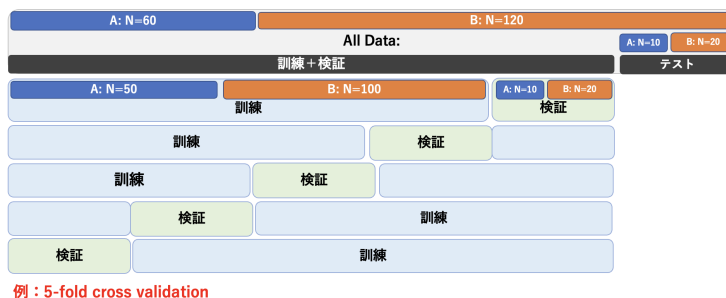 A: N=60 B: N=120
All Data:
A: N=10 B: N=20
訓練＋検証 テスト
A: N=50 B: N=100 A: N=10 B: N=20
訓練 検証
訓練 検証
訓練 検証
検証 訓練
検証 訓練
例：5-fold cross validation